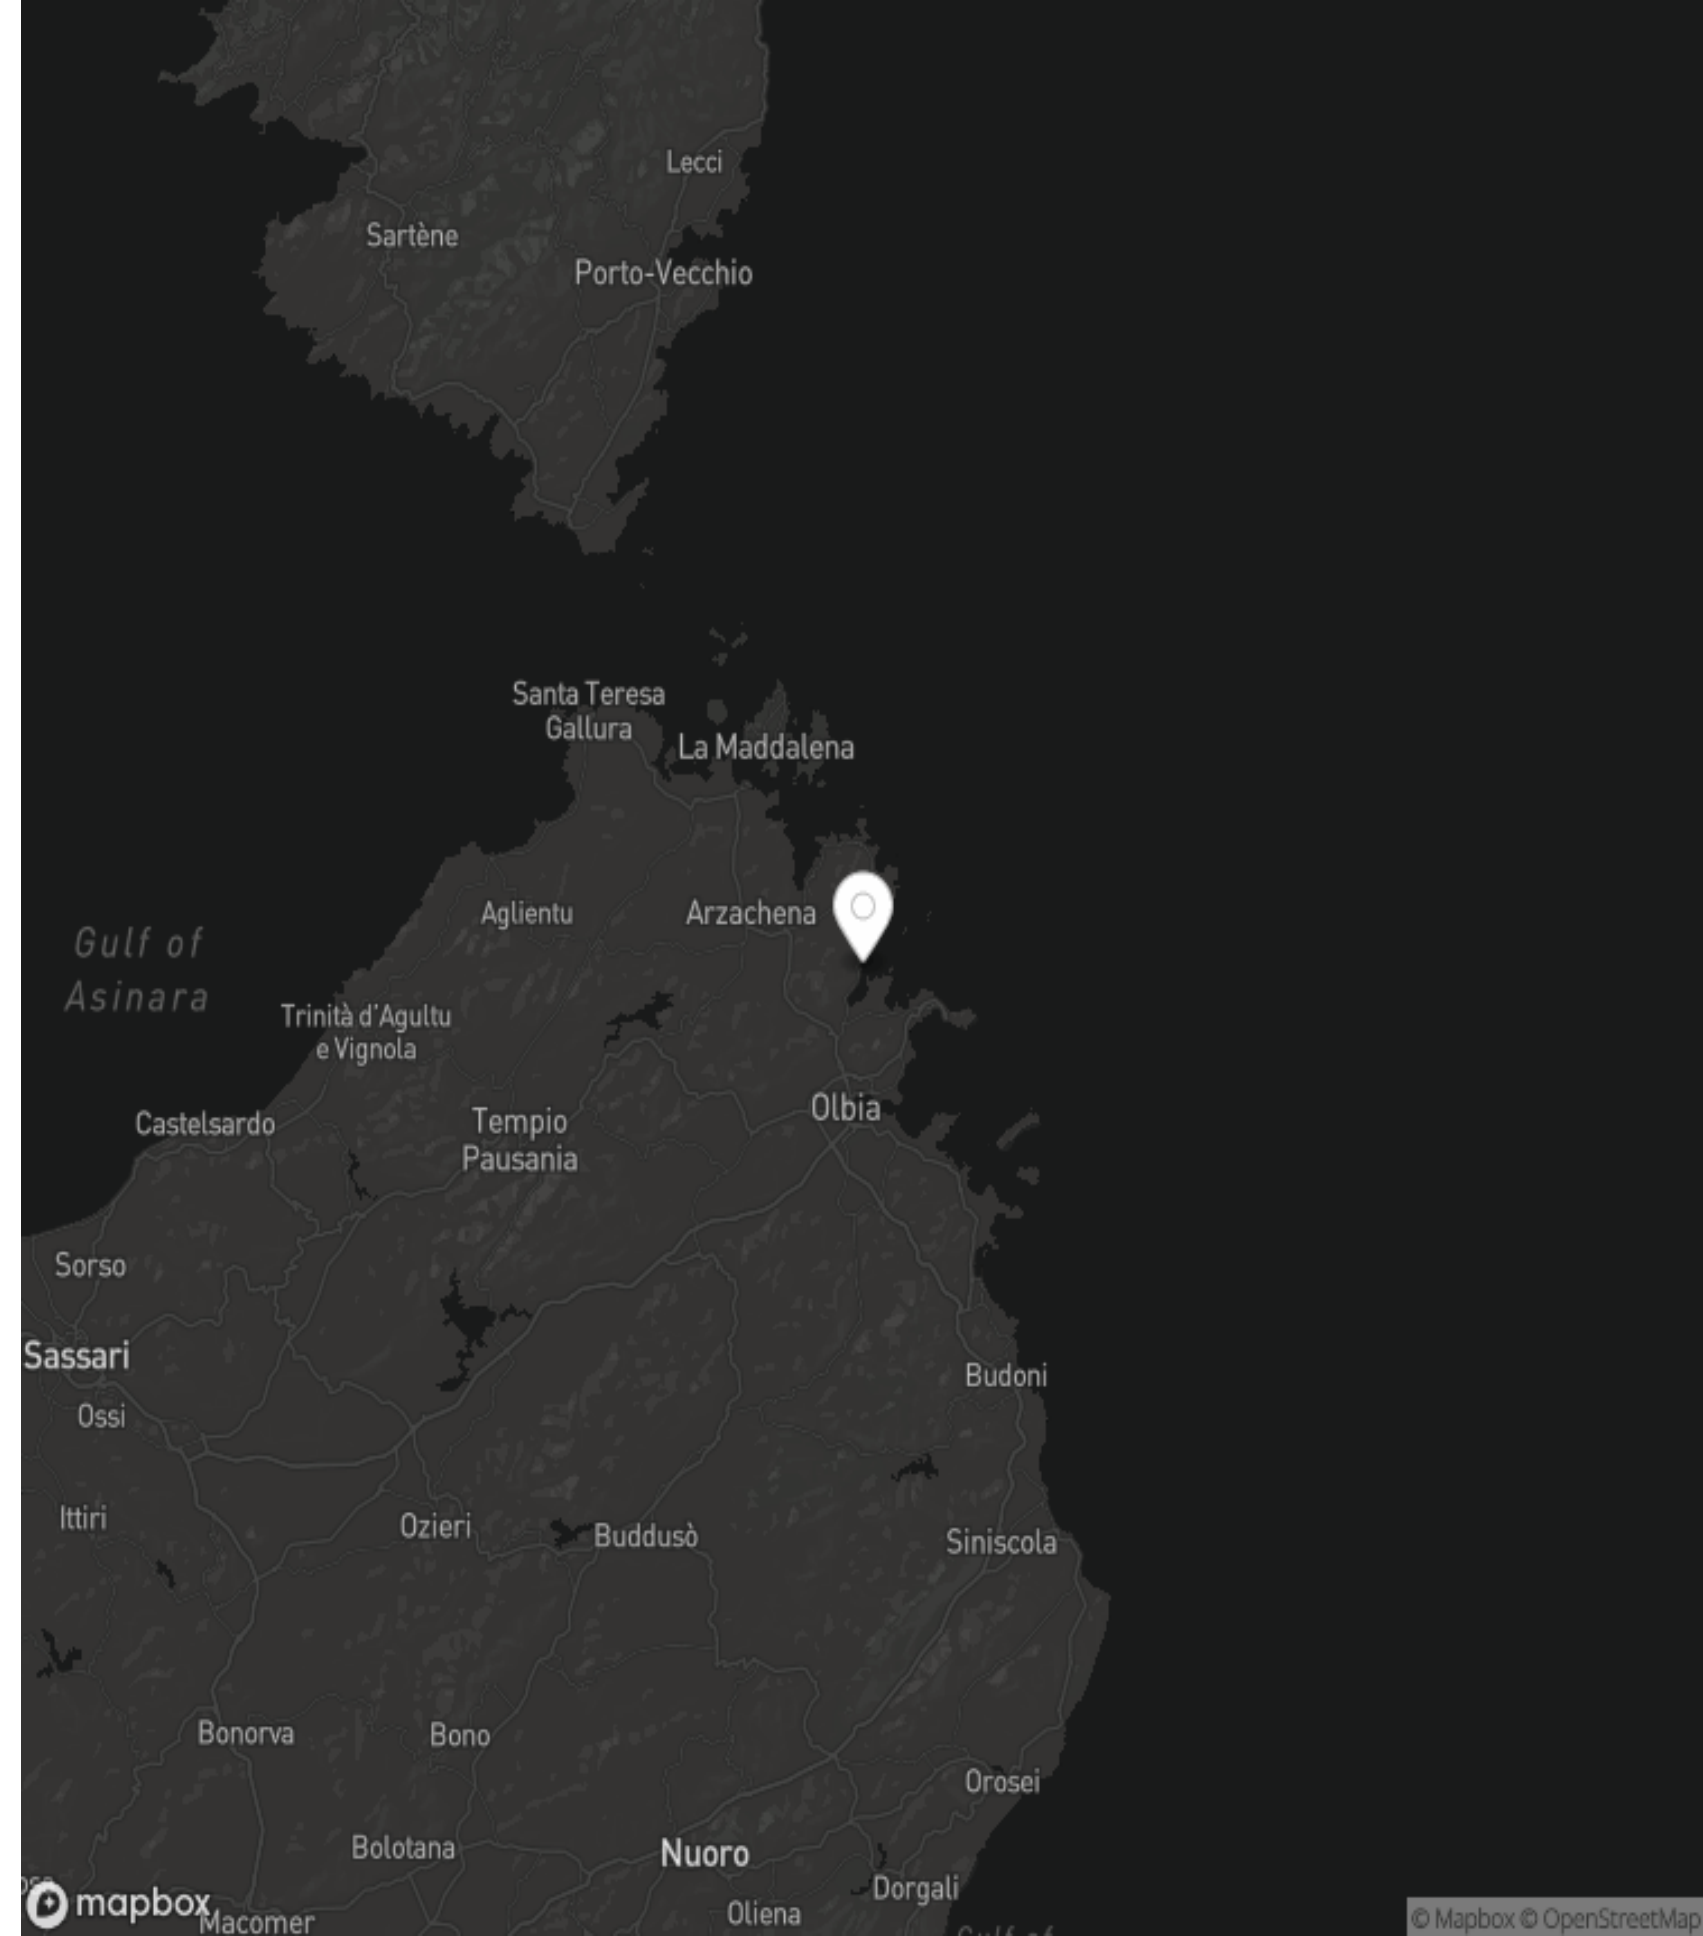 Lecci
Sartène
Porto-Vecchio
Santa Teresa
Gallura
La Maddalena
Aglientu
Arzachena
Gulf of
Asinara
Trinità d'Agultu
e Vignola
Olbia
Castelsardo
Tempio
Pausania
Sorso
Sassari
Budoni
Ossi
Ittiri
Ozieri
Buddusò
Siniscola
Bonorva
Bono
Orosei
Bolotana
Nuoro
Dorgali
mapbox
Oliena
Macomer
© Mapbox © OpenStreetMap
Gulf of